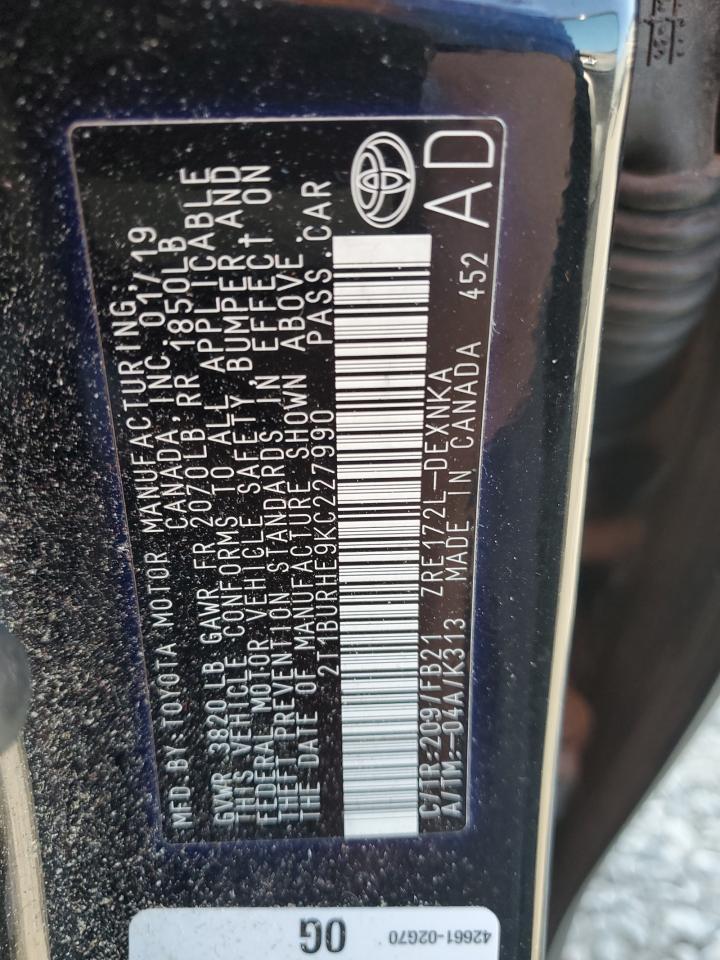 MFD.BY TOYOTA MOTOR MANUFACTURING,
CANADA, INC. 01/19
GVWR 3820LB GAWR FR 2070LB RR 1850LB
THIS VEHICLE CONFORMS TO ALL APPLICABLE
FEDERAL MOTOR VEHICLE SAFETY, BUMPER, AND
THEFT PREVENTION STANDARDS IN EFFECT ON
THE DATE OF MANUFACTURE SHOWN ABOVE.
2T1BURHE9KC227990 PASS.CAR
C/TR:209/FB21 ZRE172L-DEXNKA
A/TM:-04A/K313 MADE IN CANADA 452
AD
0G
42661-02G70